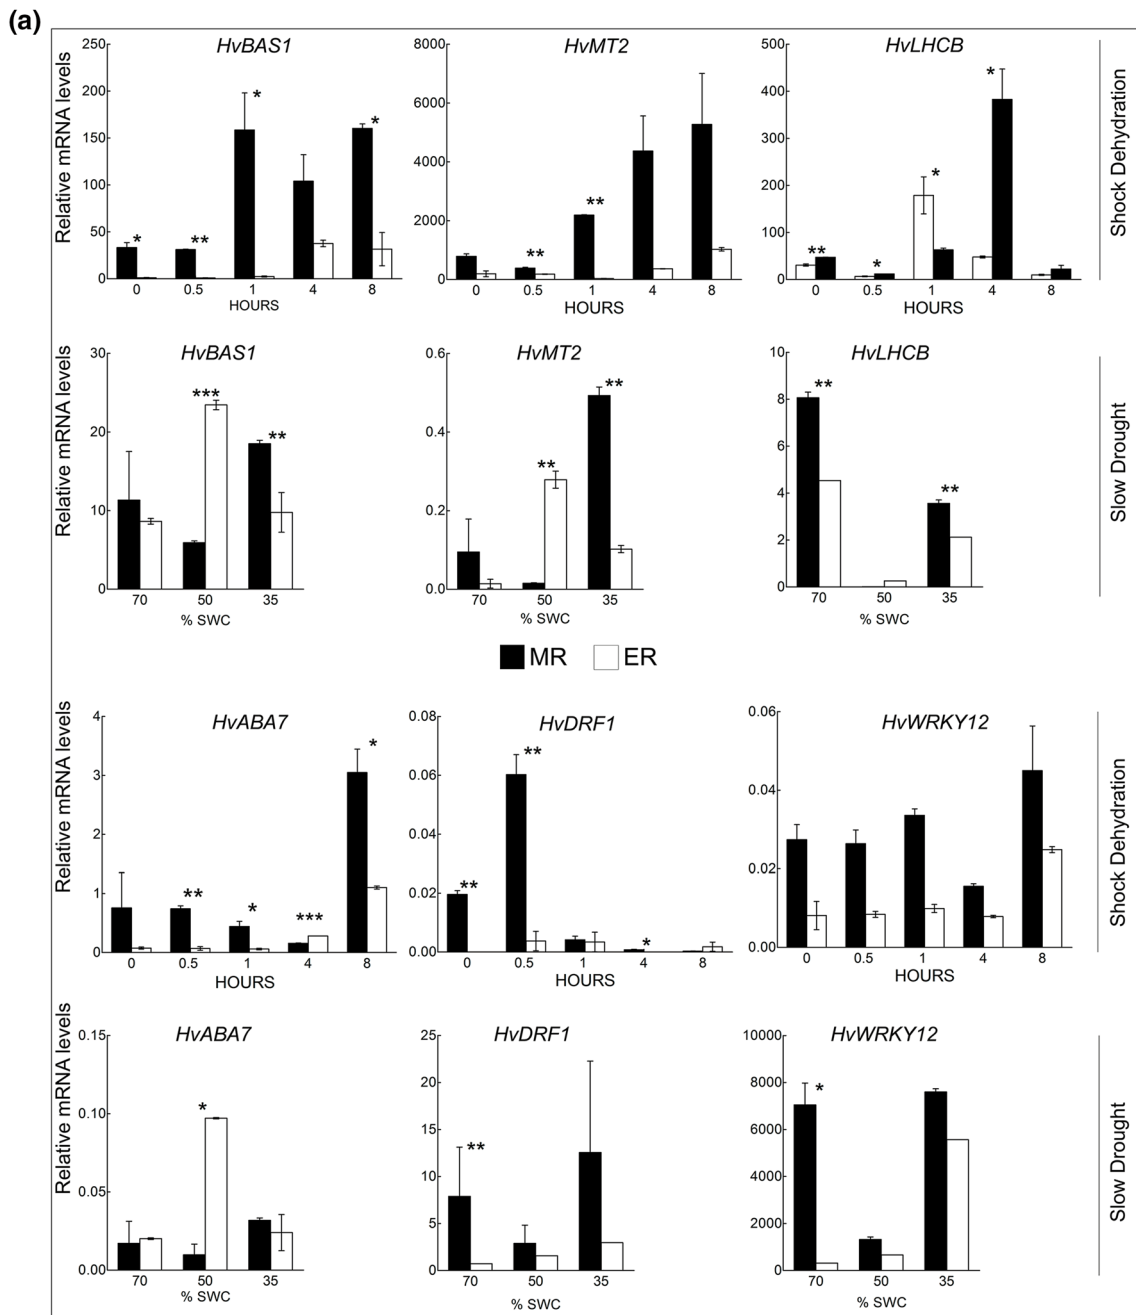 (a)
HvBAS1 HvMT2 HvLHCB
Relative mRNA levels
250 200 150 100 50 0
* ** * *
0 0.5 1 4 8
HOURS
8000 6000 4000 2000 0
** **
0 0.5 1 4 8
HOURS
500 400 300 200 100 0
** * * *
0 0.5 1 4 8
HOURS
Shock Dehydration
HvBAS1 HvMT2 HvLHCB
Relative mRNA levels
30 20 10 0
*** **
70 50 35
% SWC
0.6 0.4 0.2 0.0
** **
70 50 35
% SWC
10 8 6 4 2 0
** **
70 50 35
% SWC
Slow Drought
MR ER
HvABA7 HvDRF1 HvWRKY12
Relative mRNA levels
4 3 2 1 0
** * *** *
0 0.5 1 4 8
HOURS
0.08 0.06 0.04 0.02 0.00
** ** *
0 0.5 1 4 8
HOURS
0.06 0.04 0.02 0.00
0 0.5 1 4 8
HOURS
Shock Dehydration
HvABA7 HvDRF1 HvWRKY12
Relative mRNA levels
0.15 0.10 0.05 0.00
*
70 50 35
% SWC
25 20 15 10 5 0
**
70 50 35
% SWC
10000 8000 6000 4000 2000 0
*
70 50 35
% SWC
Slow Drought